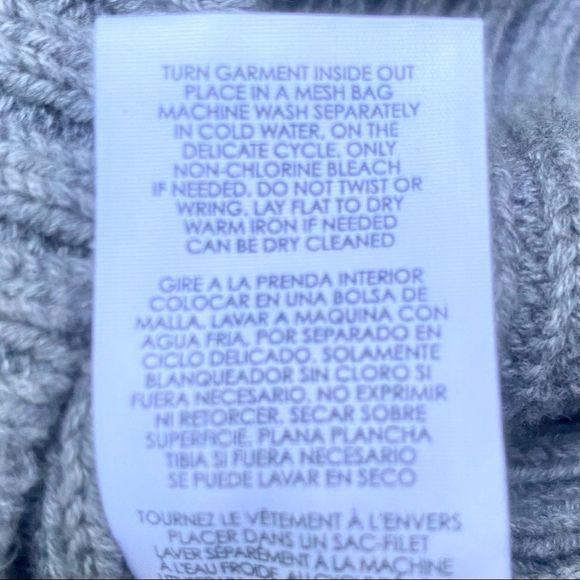 TURN GARMENT INSIDE OUT
PLACE IN A MESH BAG
MACHINE WASH SEPARATELY
IN COLD WATER, ON THE
DELICATE CYCLE, ONLY
NON-CHLORINE BLEACH
IF NEEDED. DO NOT TWIST OR
WRING. LAY FLAT TO DRY
WARM IRON IF NEEDED
CAN BE DRY CLEANED
GIRE A LA PRENDA INTERIOR
COLOCAR EN UNA BOLSA DE
MALLA. LAVAR A MAQUINA CON
AGUA FRIA, POR SEPARADO EN
CICLO DELICADO. SOLAMENTE
BLANQUEADOR SIN CLORO SI
FUERA NECESARIO. NO EXPRIMIR
NI RETORCER. SECAR SOBRE
SUPERFICIE, PLANA PLANCHA
TIBIA SI FUERA NECESARIO
SE PUEDE LAVAR EN SECO
TOURNEZ LE VÊTEMENT À L'ENVERS
PLACER DANS UN SAC-FILET
LAVER SÉPARÉMENT À LA MACHINE
À L'EAU FROIDE